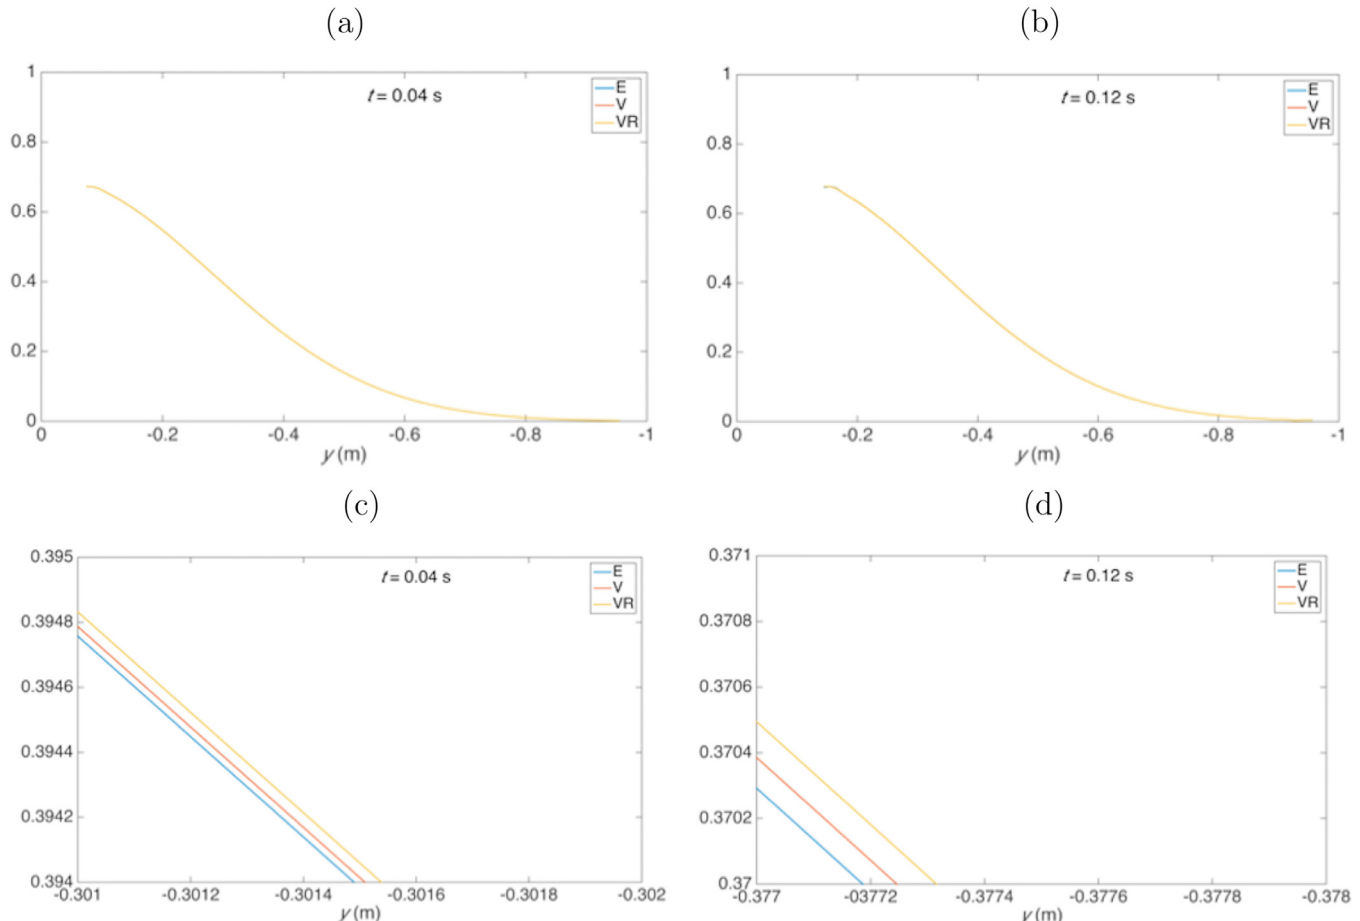 (a)
(b)
t = 0.04 s
E
V
VR
1
0.8
0.6
0.4
0.2
0
0
-0.2
-0.4
-0.6
-0.8
-1
y (m)
t = 0.12 s
E
V
VR
1
0.8
0.6
0.4
0.2
0
0
-0.2
-0.4
-0.6
-0.8
-1
y (m)
(c)
(d)
t = 0.04 s
E
V
VR
0.395
0.3948
0.3946
0.3944
0.3942
0.394
-0.301
-0.3012
-0.3014
-0.3016
-0.3018
-0.302
y (m)
t = 0.12 s
E
V
VR
0.371
0.3708
0.3706
0.3704
0.3702
0.37
-0.377
-03772
-0.3774
-0.3776
-0.3778
-0.378
y (m)